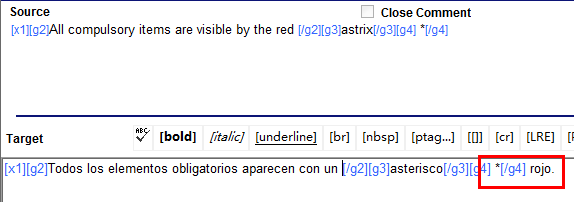 Source
Close Comment
[x1][g2]All compulsory items are visible by the red [/g2][g3]astrix[/g3][g4] *[/g4]
Target ABC [bold] [italic] [underline] [br] [nbsp] [ptag...] [[]] [cr] [LRE]
[x1][g2]Todos los elementos obligatorios aparecen con un [/g2][g3]asterisco[/g3][g4] *[/g4] rojo.